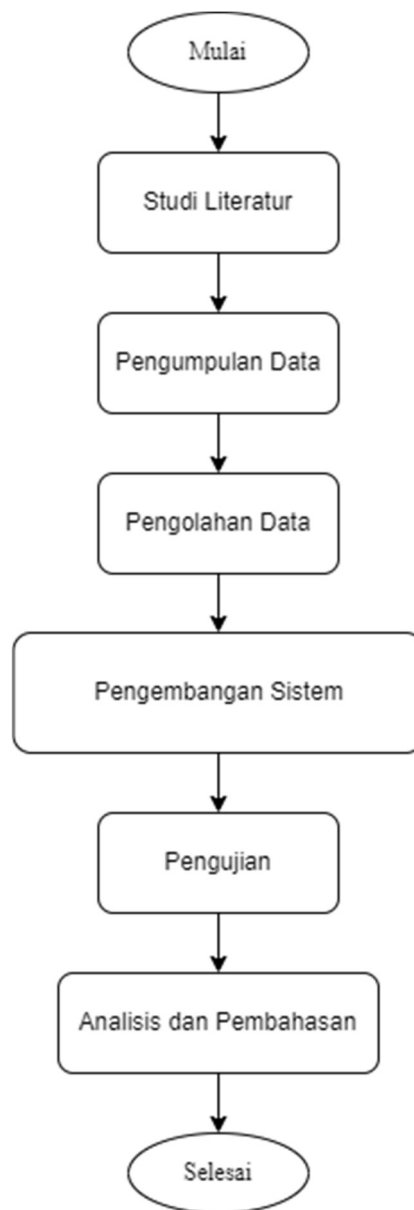 Mulai
Studi Literatur
Pengumpulan Data
Pengolahan Data
Pengembangan Sistem
Pengujian
Analisis dan Pembahasan
Selesai